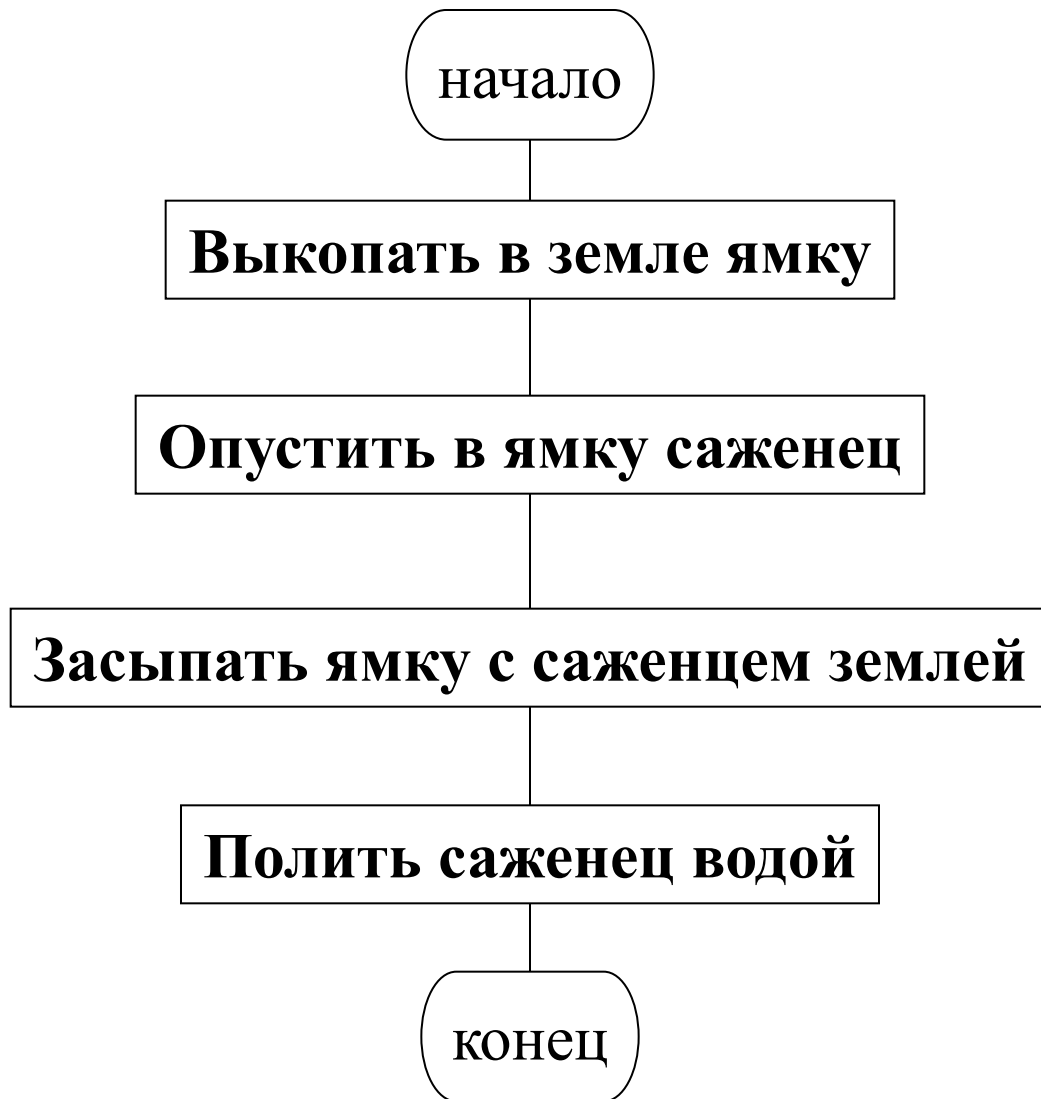 начало
Выкопать в земле ямку
Опустить в ямку саженец
Засыпать ямку с саженцем землей
Полить саженец водой
конец